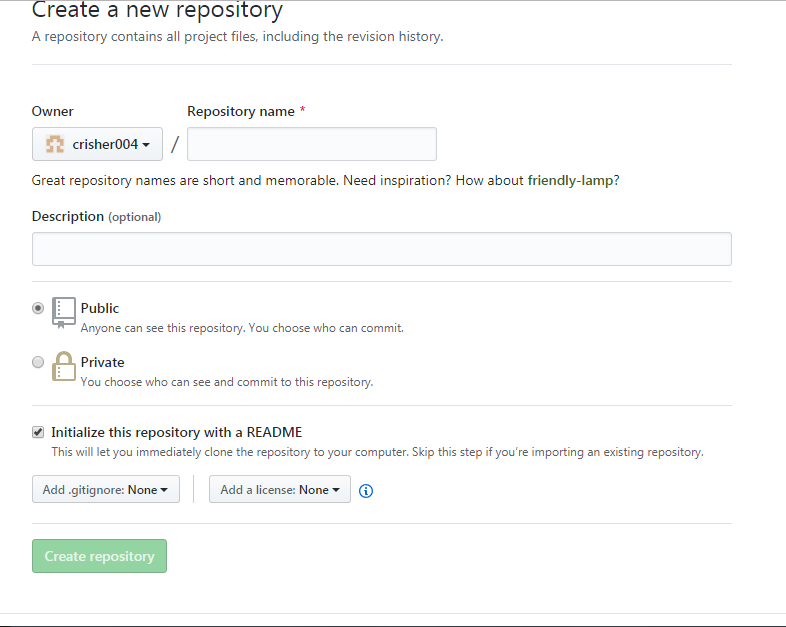 Create a new repository
A repository contains all project files, including the revision history.
Owner
Repository name *
crisher004
/
Great repository names are short and memorable. Need inspiration? How about friendly-lamp?
Description (optional)
Public
Anyone can see this repository. You choose who can commit.
Private
You choose who can see and commit to this repository.
Initialize this repository with a README
This will let you immediately clone the repository to your computer. Skip this step if you're importing an existing repository.
Add .gitignore: None
Add a license: None
Create repository